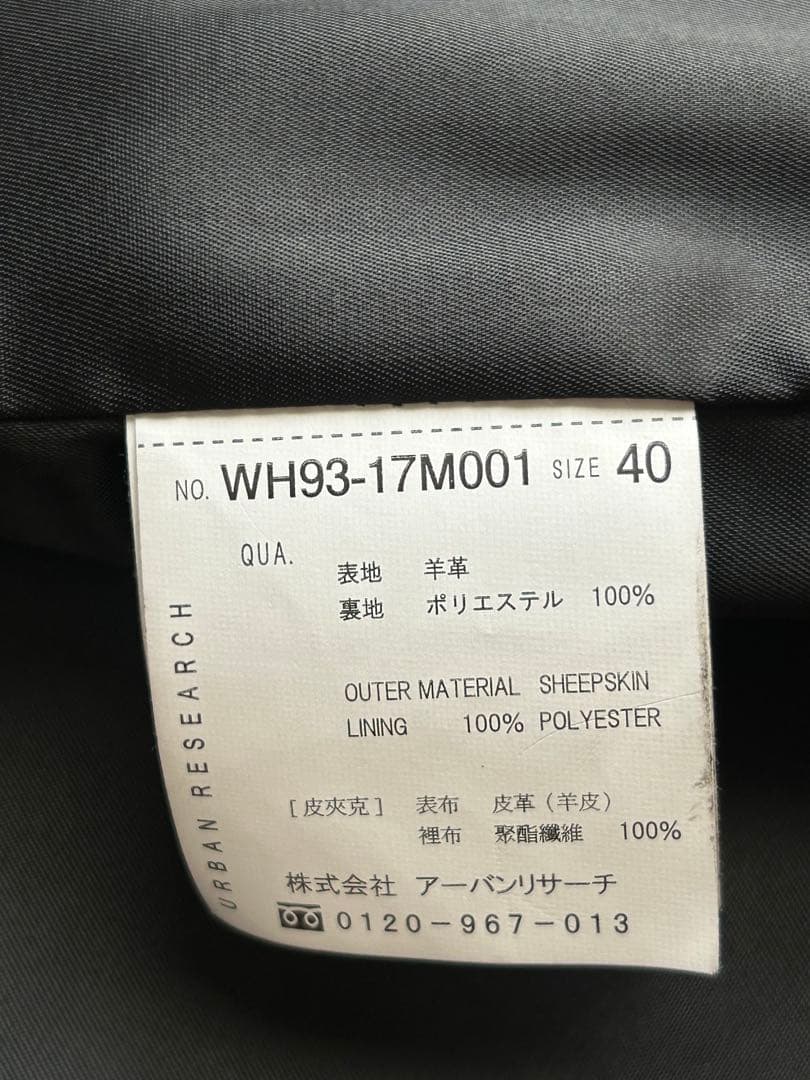 NO. WH93-17M001 SIZE 40
QUA.
表地 羊革
裏地 ポリエステル 100%
OUTER MATERIAL SHEEPSKIN
LINING 100% POLYESTER
[皮夾克] 表布 皮革(羊皮)
裡布 聚酯纖維 100%
株式会社 アーバンリサーチ
0120-967-013
URBAN RESEARCH